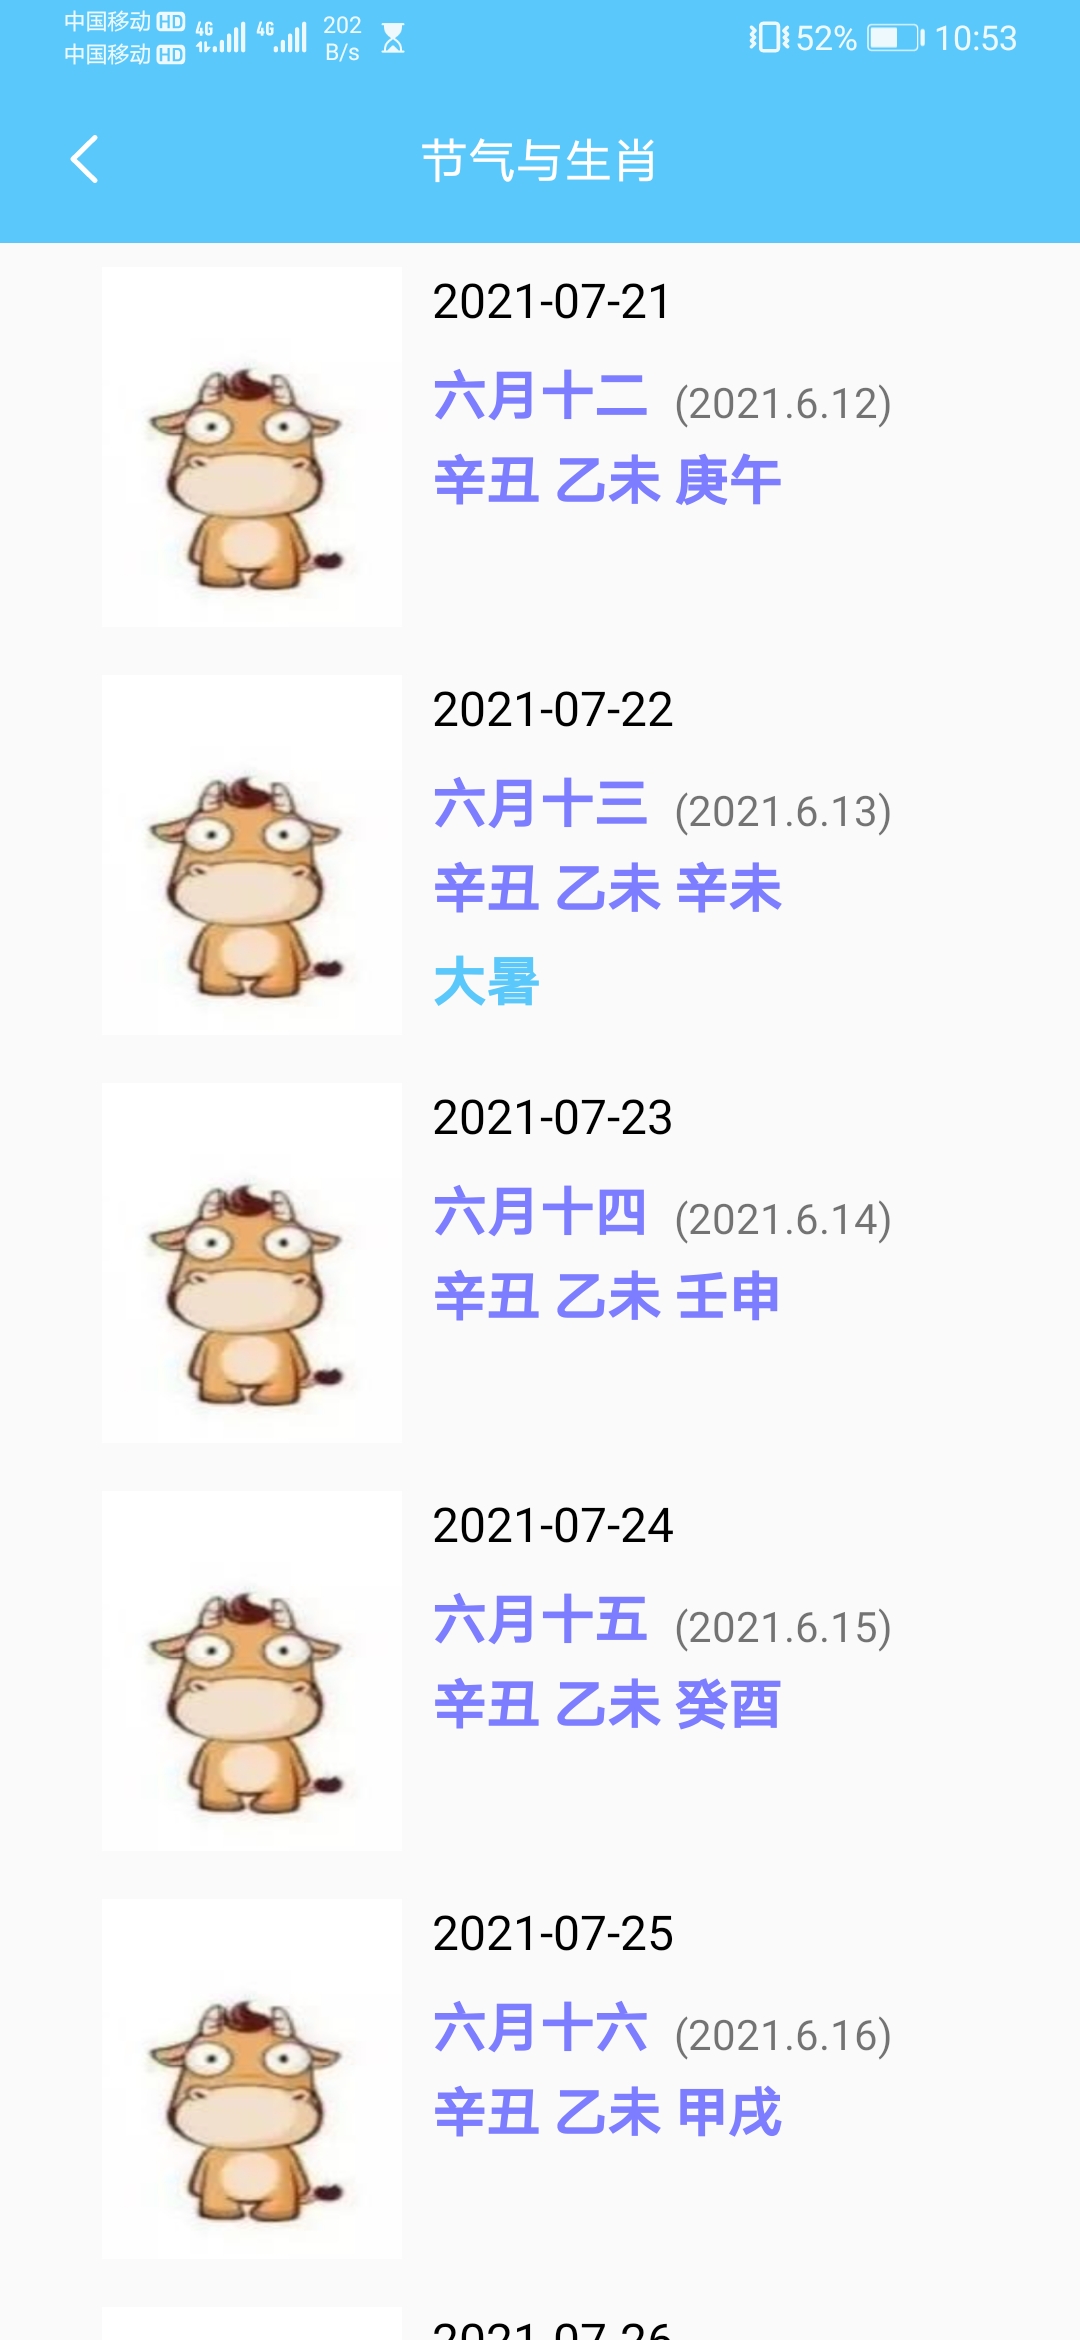 中国移动 HD 4G 4G 202 B/s 52% 10:53
中国移动 HD
节气与生肖
2021-07-21
六月十二 (2021.6.12)
辛丑 乙未 庚午
2021-07-22
六月十三 (2021.6.13)
辛丑 乙未 辛未
大暑
2021-07-23
六月十四 (2021.6.14)
辛丑 乙未 壬申
2021-07-24
六月十五 (2021.6.15)
辛丑 乙未 癸酉
2021-07-25
六月十六 (2021.6.16)
辛丑 乙未 甲戌
2021-07-26